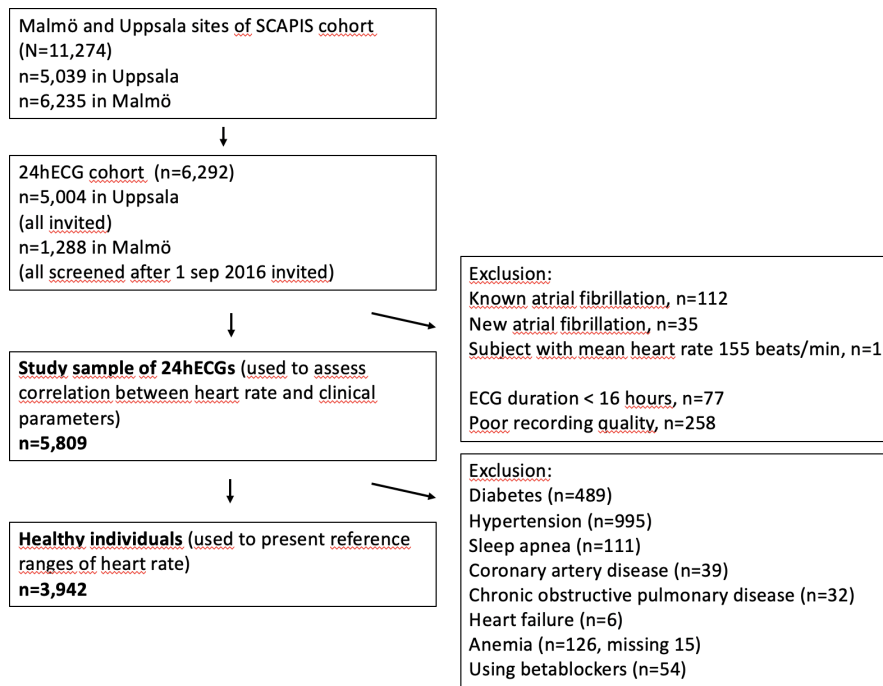 Malmö and Uppsala sites of SCAPIS cohort
(N=11,274)
n=5,039 in Uppsala
n=6,235 in Malmö
24hECG cohort (n=6,292)
n=5,004 in Uppsala
(all invited)
n=1,288 in Malmö
(all screened after 1 sep 2016 invited)
Exclusion:
Known atrial fibrillation, n=112
New atrial fibrillation, n=35
Subject with mean heart rate 155 beats/min, n=1
ECG duration < 16 hours, n=77
Poor recording quality, n=258
Study sample of 24hECGs (used to assess
correlation between heart rate and clinical
parameters)
n=5,809
Exclusion:
Diabetes (n=489)
Hypertension (n=995)
Sleep apnea (n=111)
Coronary artery disease (n=39)
Chronic obstructive pulmonary disease (n=32)
Heart failure (n=6)
Anemia (n=126, missing 15)
Using betablockers (n=54)
Healthy individuals (used to present reference
ranges of heart rate)
n=3,942